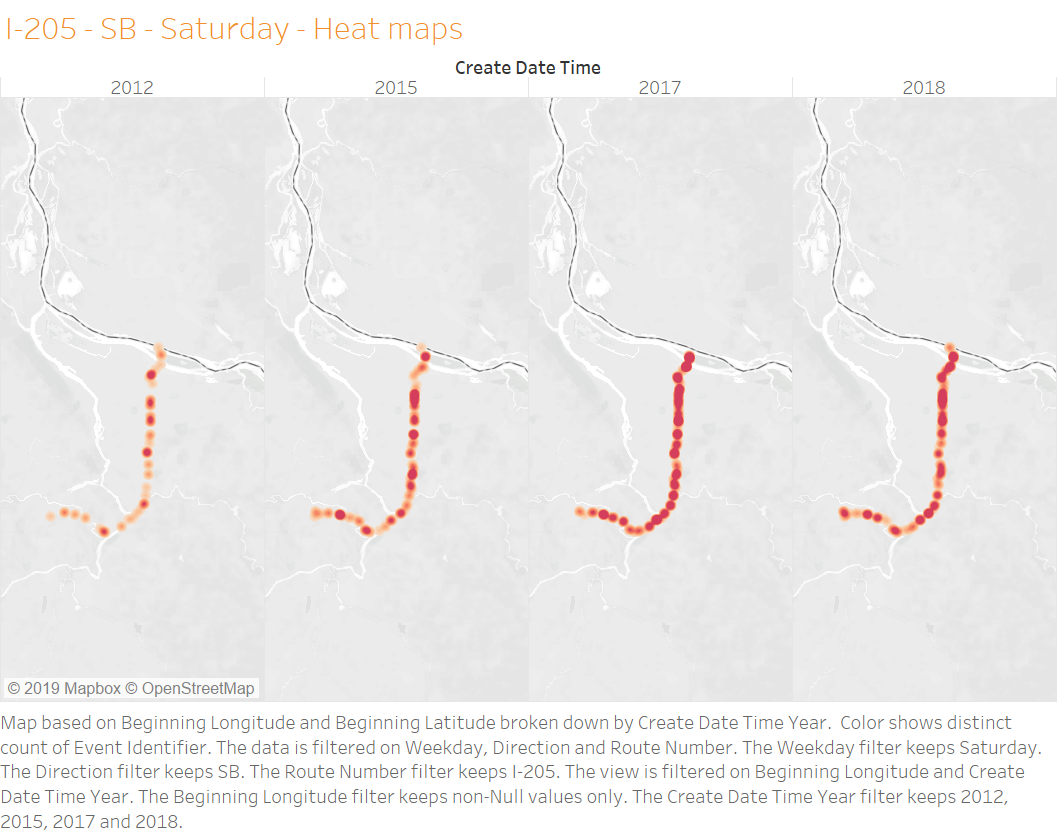 I-205 - SB - Saturday - Heat maps
Create Date Time
2012 2015 2017 2018
© 2019 Mapbox © OpenStreetMap
Map based on Beginning Longitude and Beginning Latitude broken down by Create Date Time Year.  Color shows distinct
count of Event Identifier. The data is filtered on Weekday, Direction and Route Number. The Weekday filter keeps Saturday.
The Direction filter keeps SB. The Route Number filter keeps I-205. The view is filtered on Beginning Longitude and Create
Date Time Year. The Beginning Longitude filter keeps non-Null values only. The Create Date Time Year filter keeps 2012,
2015, 2017 and 2018.